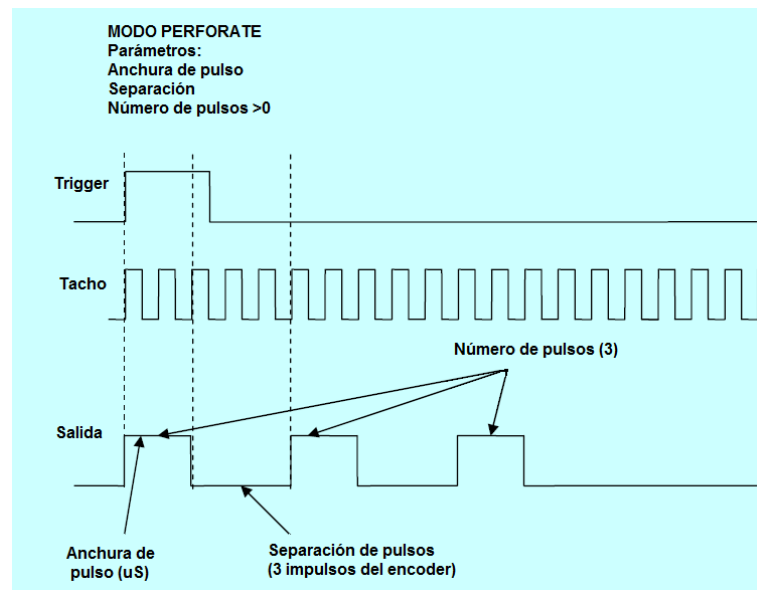 MODO PERFORATE
Parámetros:
Anchura de pulso
Separación
Número de pulsos >0
Trigger
Tacho
Número de pulsos (3)
Salida
Anchura de
pulso (uS)
Separación de pulsos
(3 impulsos del encoder)